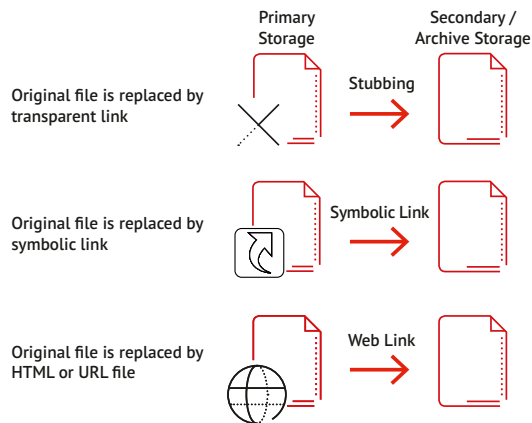 Primary
Storage
Secondary /
Archive Storage
Original file is replaced by
transparent link
Stubbing
Original file is replaced by
symbolic link
Symbolic Link
Original file is replaced by
HTML or URL file
Web Link